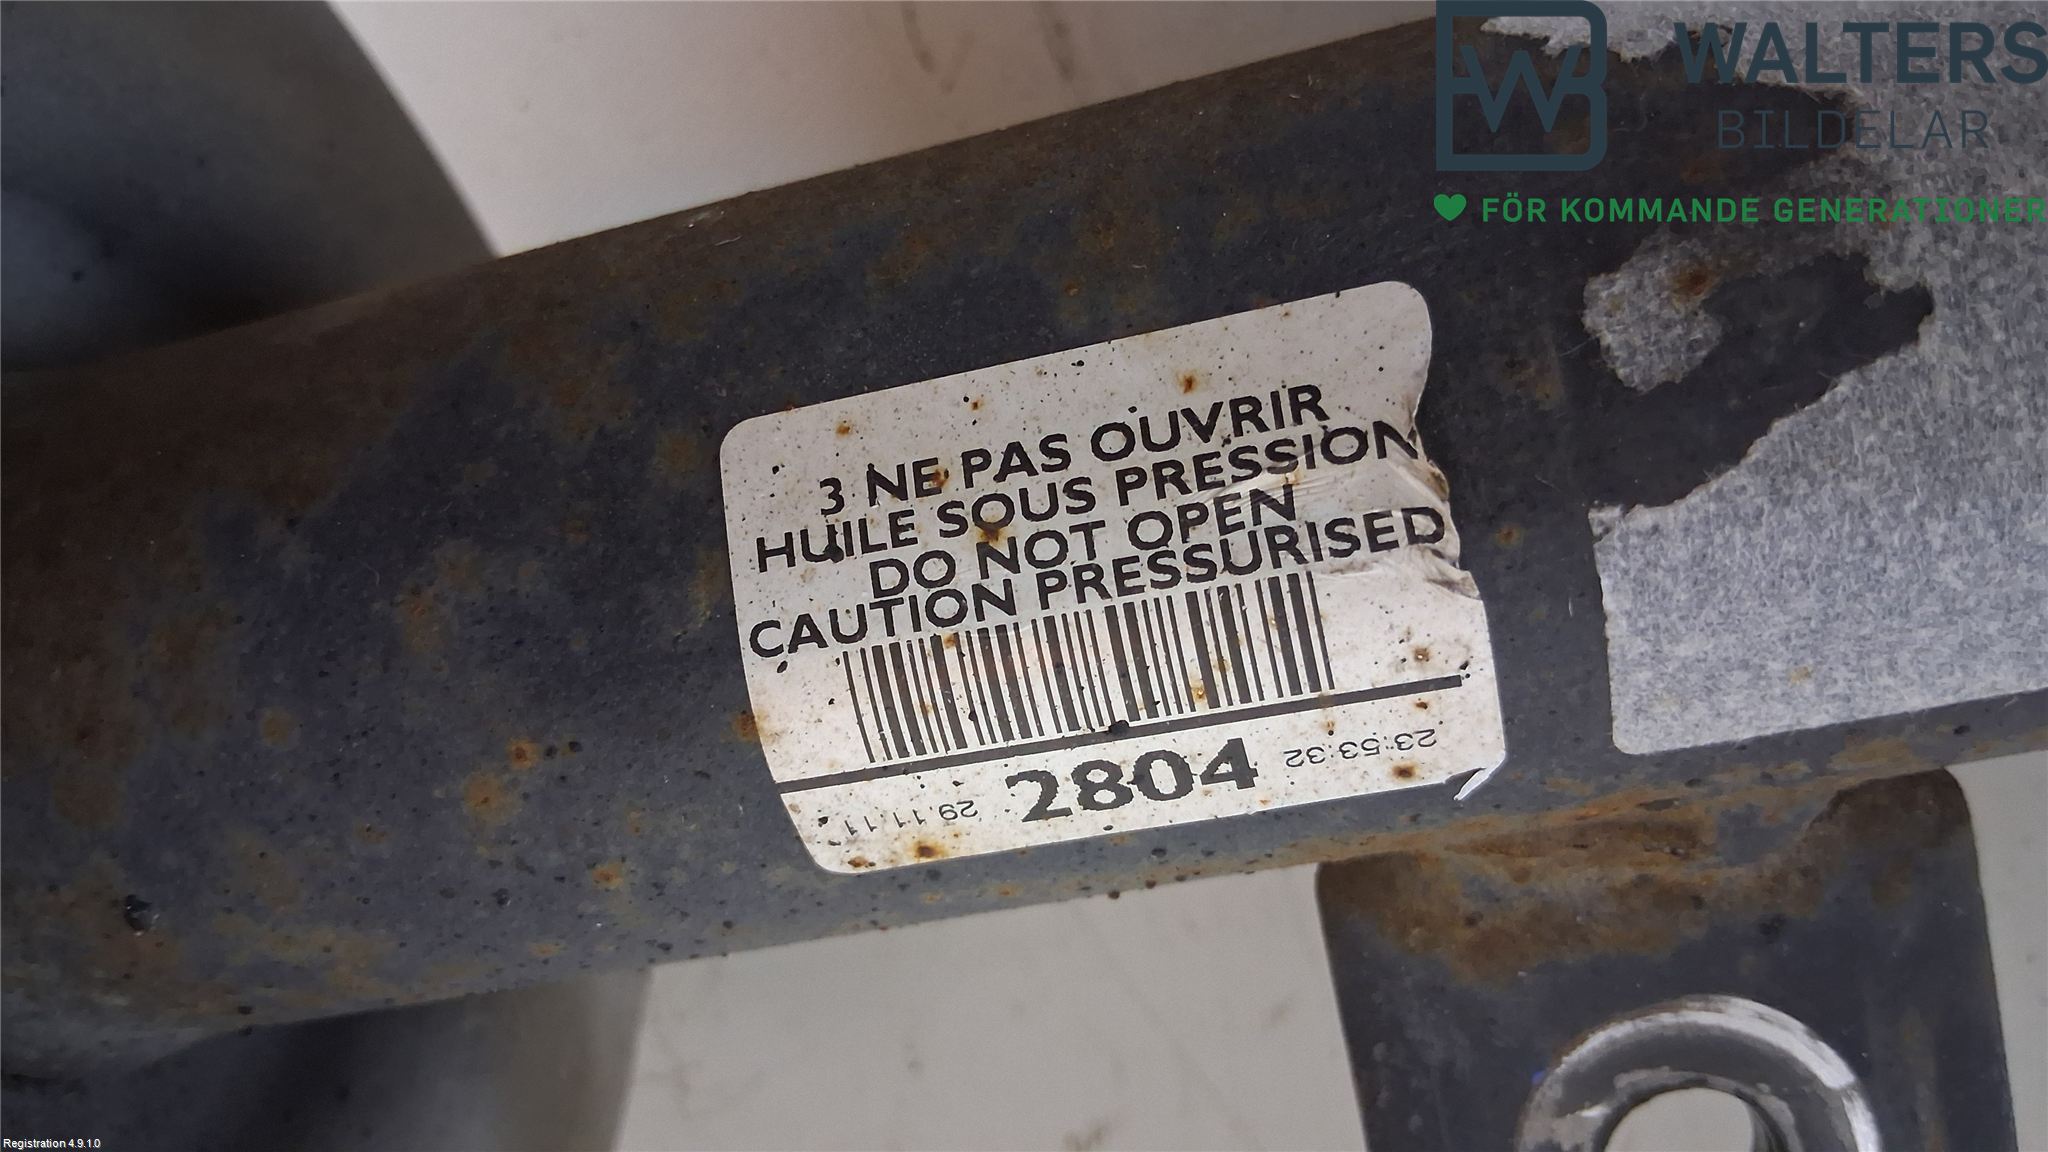 WALTERS
BILDELAR
FÖR KOMMANDE GENERATIONER
3 NE PAS OUVRIR
HUILE SOUS PRESSION
DO NOT OPEN
CAUTION PRESSURISED
2804
23:53:32
29.11.11
Registration 4.9.1.0